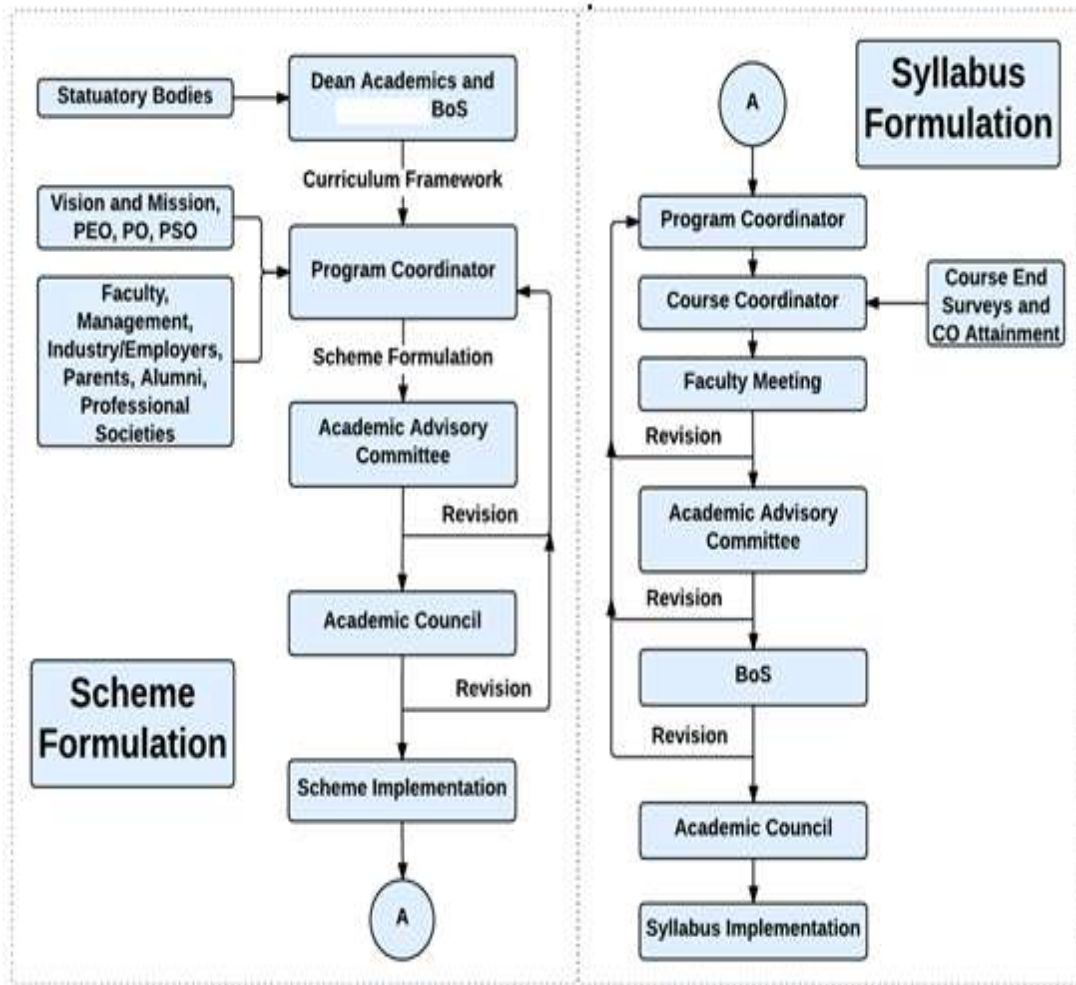 Statuatory Bodies
Dean Academics and
BoS
Curriculum Framework
Vision and Mission,
PEO, PO, PSO
Program Coordinator
Faculty,
Management,
Industry/Employers,
Parents, Alumni,
Professional
Societies
Scheme Formulation
Academic Advisory
Committee
Revision
Academic Council
Revision
Scheme
Formulation
Scheme Implementation
A
Syllabus
Formulation
A
Program Coordinator
Course Coordinator
Course End
Surveys and
CO Attainment
Faculty Meeting
Revision
Academic Advisory
Committee
Revision
BoS
Revision
Academic Council
Syllabus Implementation